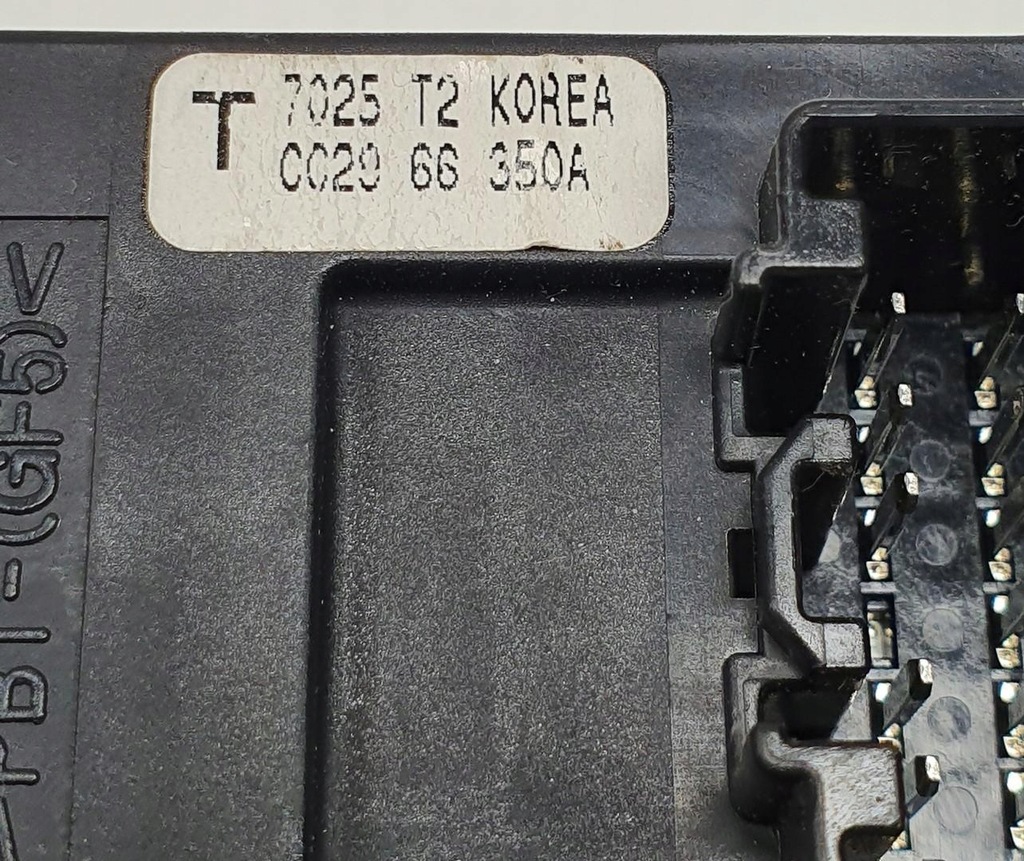 T 7025 T2 KOREA
CC29 66 350A
>PBT-(GF5)<